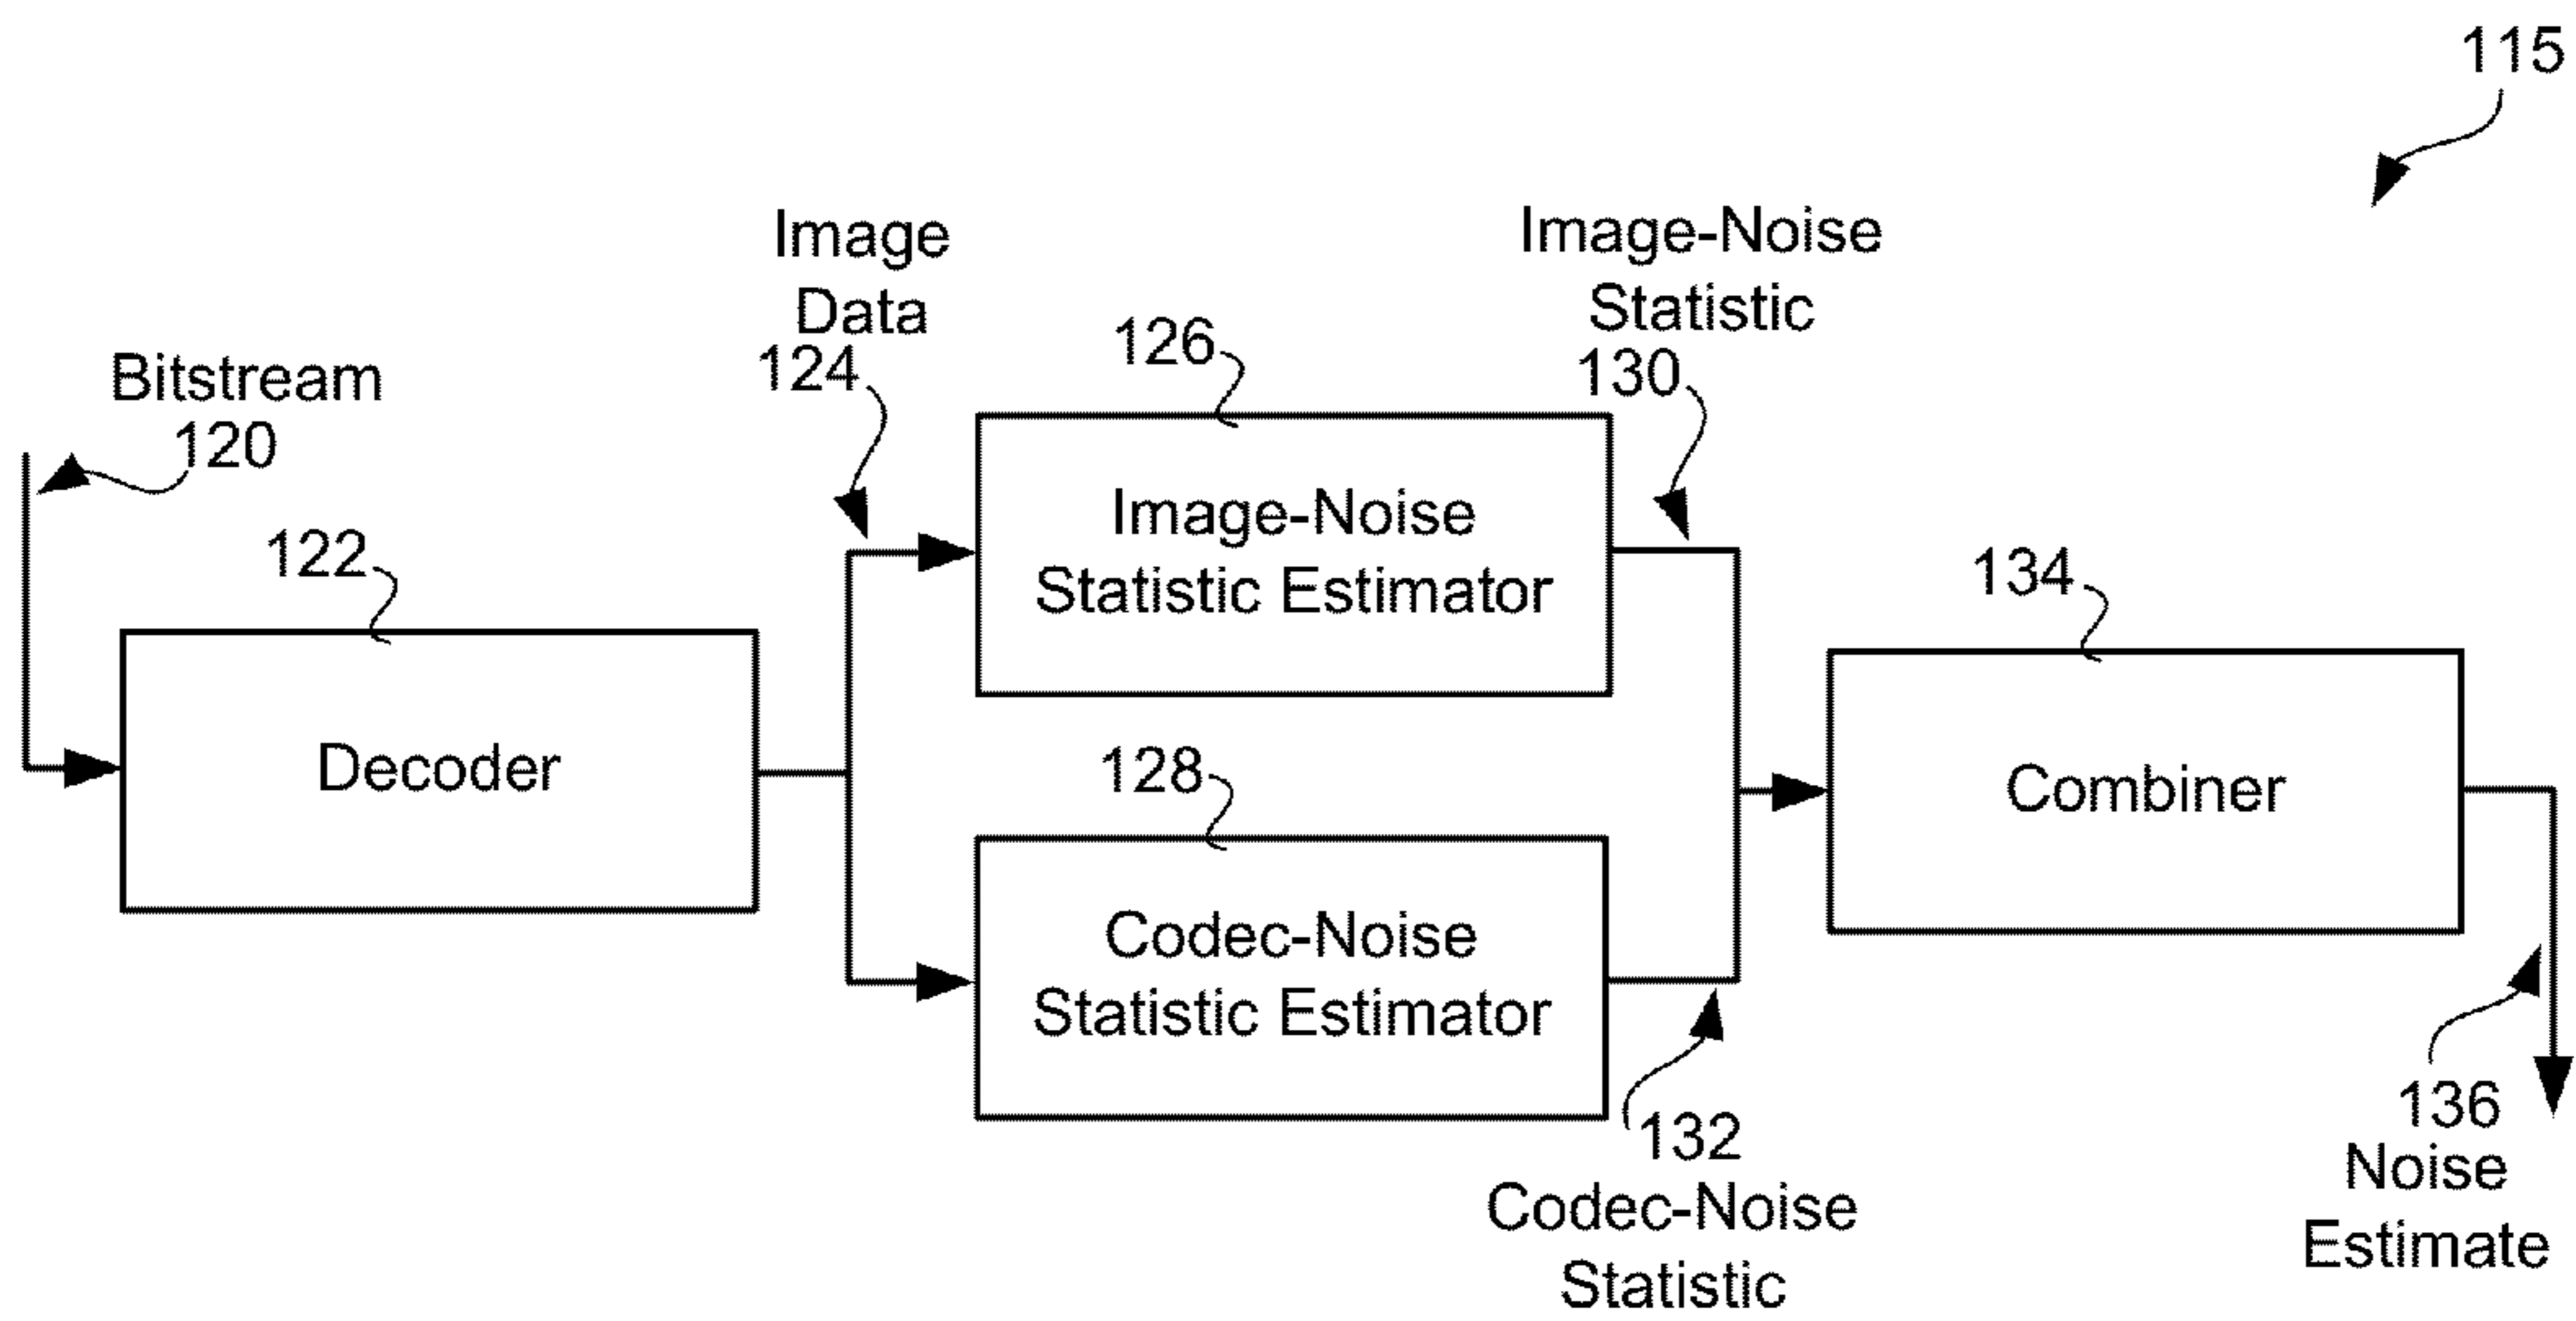 115
Image
Data
124
Image-Noise
Statistic
130
126
Bitstream
120
Image-Noise
Statistic Estimator
122
Decoder
134
Combiner
128
Codec-Noise
Statistic Estimator
132
Codec-Noise
Statistic
136
Noise
Estimate